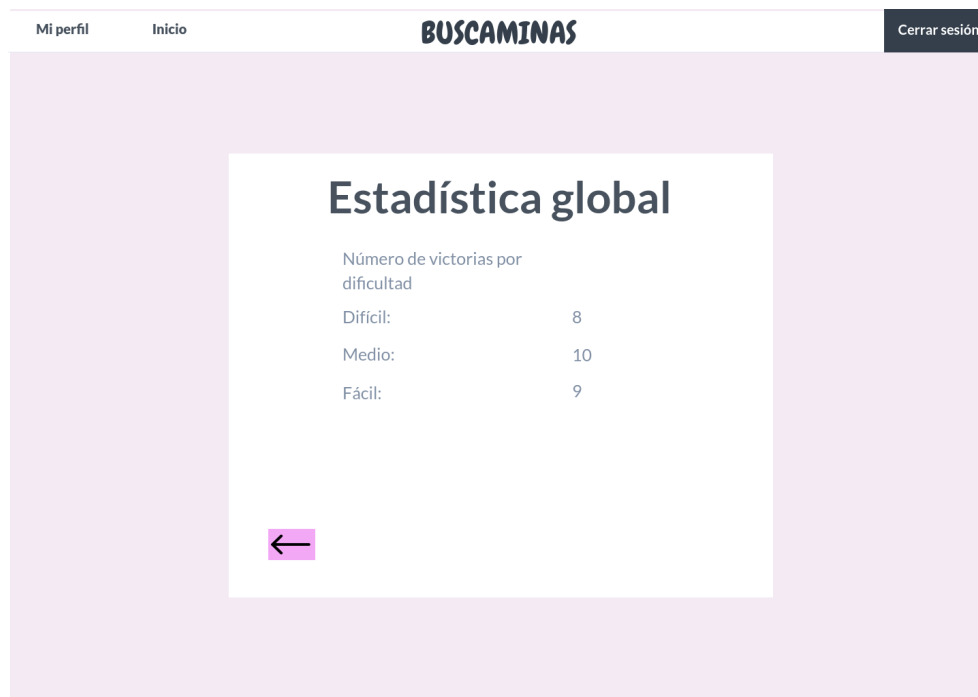 Mi perfil
Inicio
BUSCAMINAS
Cerrar sesión
Estadística global
Número de victorias por
dificultad
Difícil: 8
Medio: 10
Fácil: 9